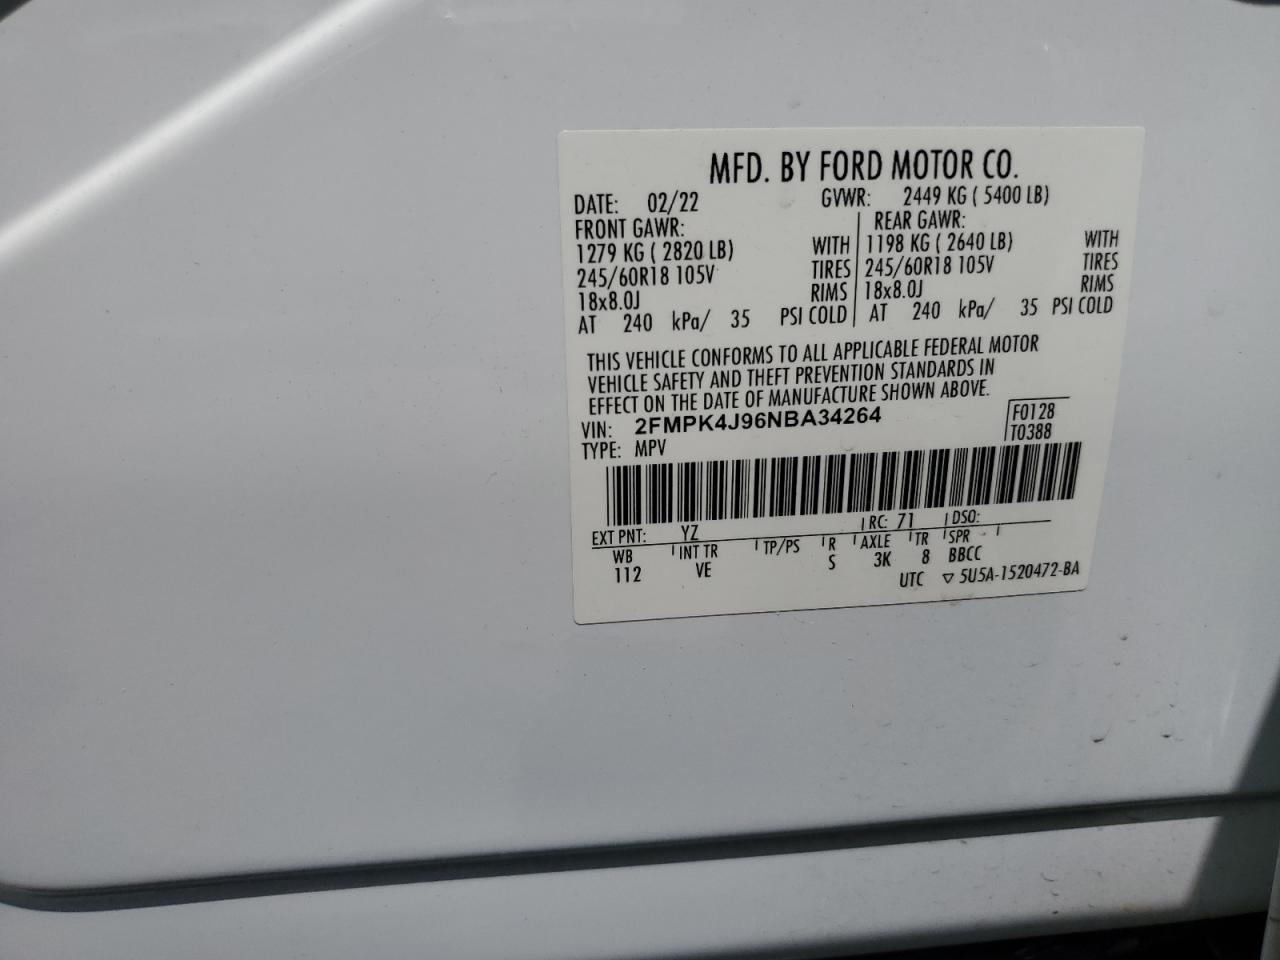 MFD. BY FORD MOTOR CO.
DATE: 02/22 GVWR: 2449 KG ( 5400 LB)
FRONT GAWR: REAR GAWR:
1279 KG ( 2820 LB) WITH 1198 KG ( 2640 LB) WITH
245/60R18 105V TIRES 245/60R18 105V TIRES
18x8.0J RIMS 18x8.0J RIMS
AT 240 kPa/ 35 PSI COLD AT 240 kPa/ 35 PSI COLD
THIS VEHICLE CONFORMS TO ALL APPLICABLE FEDERAL MOTOR
VEHICLE SAFETY AND THEFT PREVENTION STANDARDS IN
EFFECT ON THE DATE OF MANUFACTURE SHOWN ABOVE.
VIN: 2FMPK4J96NBA34264 F0128
TYPE: MPV T0388
EXT PNT: YZ RC: 71 DSO:
WB INT TR TP/PS R AXLE TR SPR
112 VE S 3K 8 BBCC
UTC ▽ 5U5A-1520472-BA